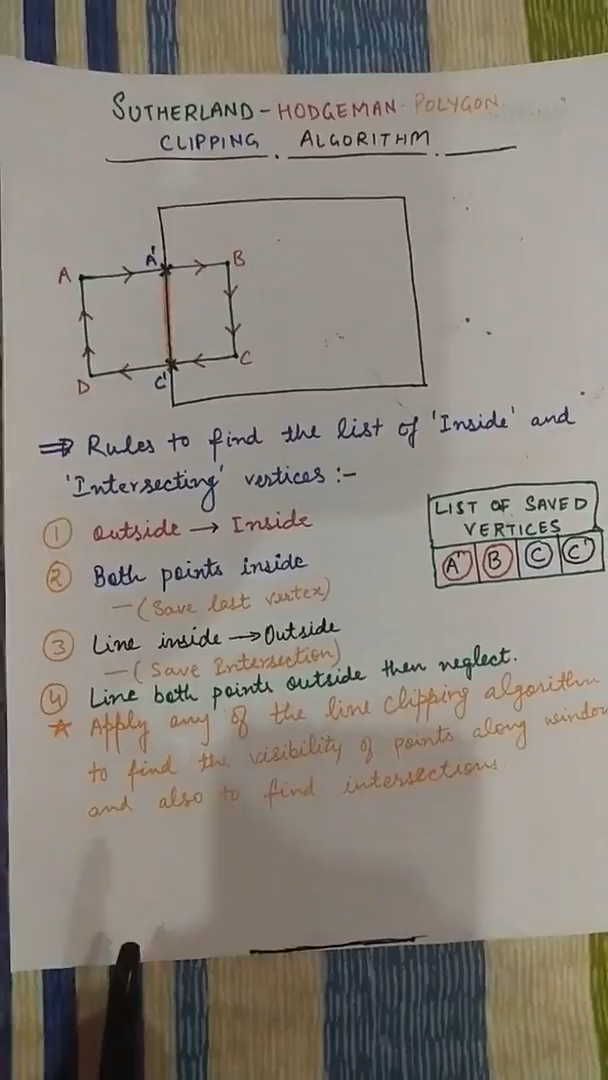 SUTHERLAND-HODGEMAN-POLYGON
CLIPPING ALGORITHM
A A' B
D C' C
⇒ Rules to find the list of 'Inside' and
'Intersecting' vertices :-
① Outside → Inside
② Both points inside
- (Save last vertex)
③ Line inside → Outside
- (Save Intersection)
④ Line both points outside then neglect.
* Apply any of the line clipping algorithm
to find the visibility of points along window
and also to find intersections.
LIST OF SAVED
VERTICES
A' B C C'